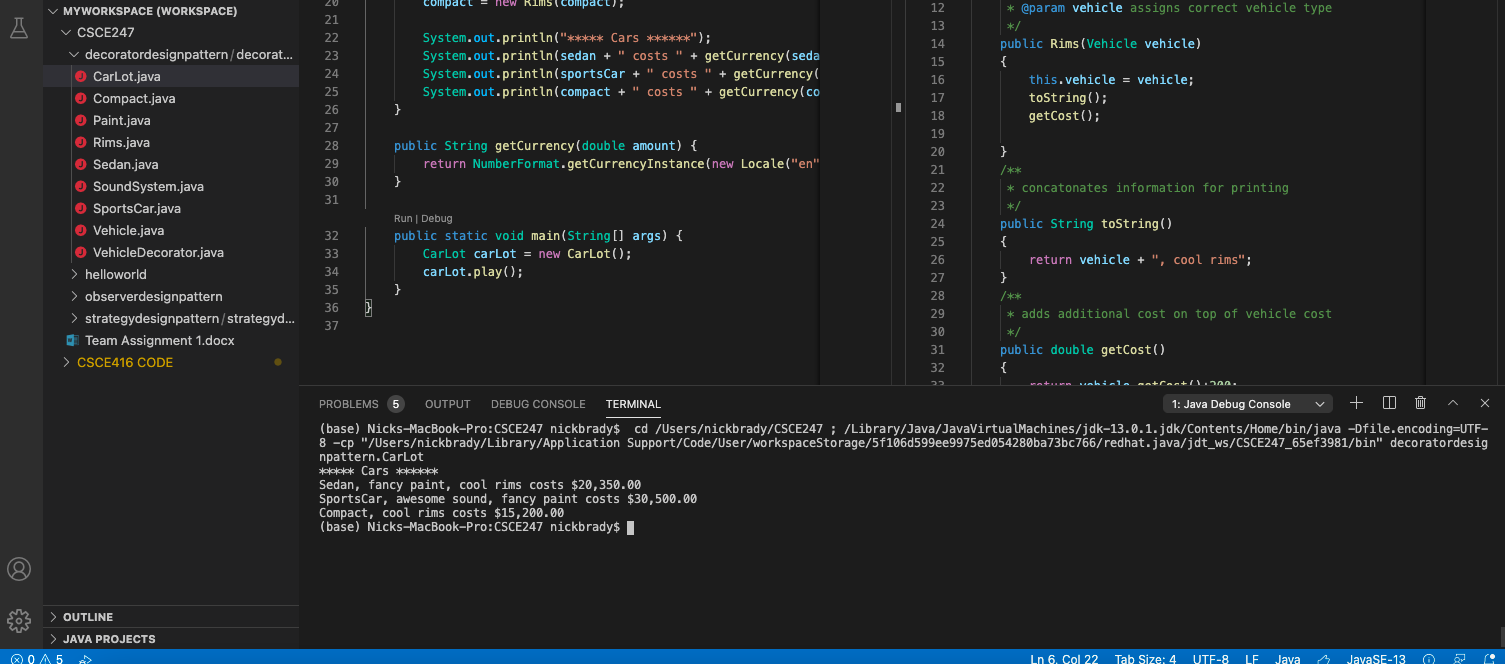 MYWORKSPACE (WORKSPACE)
CSCE247
decoratordesignpattern / decorat...
CarLot.java
Compact.java
Paint.java
Rims.java
Sedan.java
SoundSystem.java
SportsCar.java
Vehicle.java
VehicleDecorator.java
helloworld
observerdesignpattern
strategydesignpattern / strategyd...
Team Assignment 1.docx
CSCE416 CODE
OUTLINE
JAVA PROJECTS
20 compact = new Rims(compact);
21
22 System.out.println("***** Cars ******");
23 System.out.println(sedan + " costs " + getCurrency(seda
24 System.out.println(sportsCar + " costs " + getCurrency(
25 System.out.println(compact + " costs " + getCurrency(co
26 }
27
28 public String getCurrency(double amount) {
29 return NumberFormat.getCurrencyInstance(new Locale("en"
30 }
31
Run | Debug
32 public static void main(String[] args) {
33 CarLot carLot = new CarLot();
34 carLot.play();
35 }
36 }
37
12 * @param vehicle assigns correct vehicle type
13 */
14 public Rims(Vehicle vehicle)
15 {
16 this.vehicle = vehicle;
17 toString();
18 getCost();
19
20 }
21 /**
22 * concatonates information for printing
23 */
24 public String toString()
25 {
26 return vehicle + ", cool rims";
27 }
28 /**
29 * adds additional cost on top of vehicle cost
30 */
31 public double getCost()
32 {
33 return vehicle.getCost()+200;
PROBLEMS 5 OUTPUT DEBUG CONSOLE TERMINAL 1: Java Debug Console
(base) Nicks-MacBook-Pro:CSCE247 nickbrady$  cd /Users/nickbrady/CSCE247 ; /Library/Java/JavaVirtualMachines/jdk-13.0.1.jdk/Contents/Home/bin/java -Dfile.encoding=UTF-
8 -cp "/Users/nickbrady/Library/Application Support/Code/User/workspaceStorage/5f106d599ee9975ed054280ba73bc766/redhat.java/jdt_ws/CSCE247_65ef3981/bin" decoratordesig
npattern.CarLot
***** Cars ******
Sedan, fancy paint, cool rims costs $20,350.00
SportsCar, awesome sound, fancy paint costs $30,500.00
Compact, cool rims costs $15,200.00
(base) Nicks-MacBook-Pro:CSCE247 nickbrady$
0 5 Ln 6, Col 22 Tab Size: 4 UTF-8 LF Java JavaSE-13